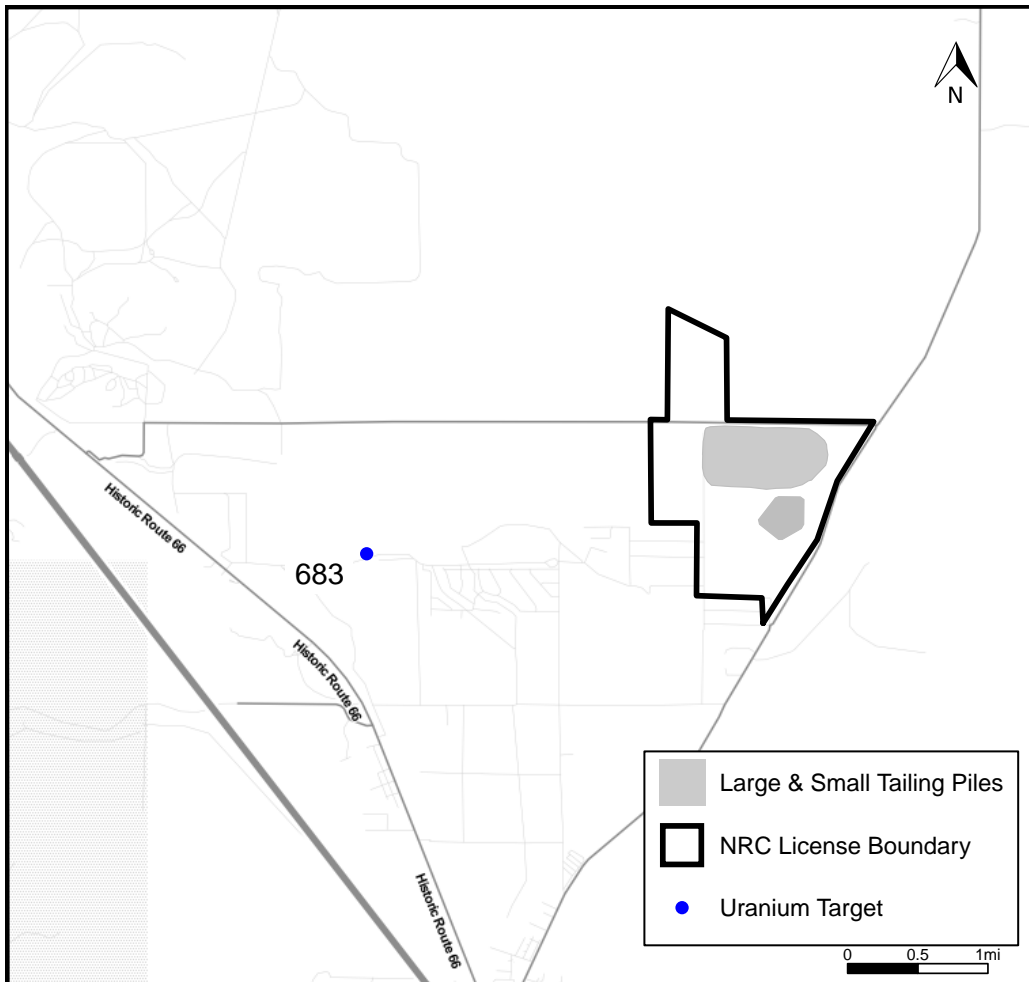 N
Historic Route 66
683
Historic Route 66
Large & Small Tailing Piles
NRC License Boundary
Historic Route 66
Uranium Target
0 0.5 1mi